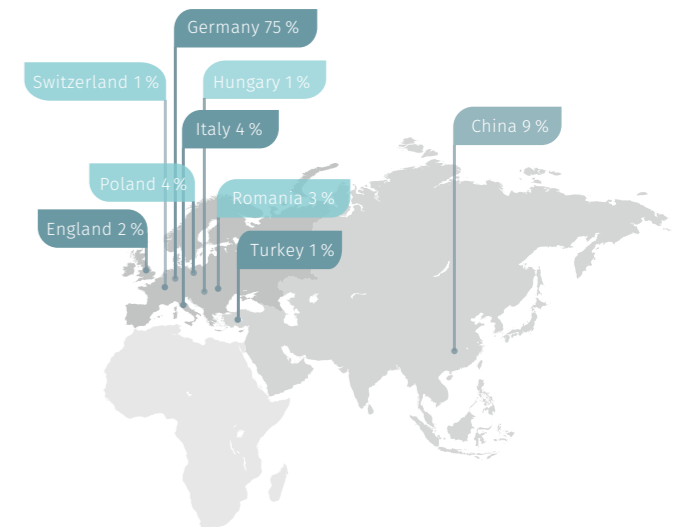 Germany 75 %
Switzerland 1 %
Hungary 1 %
Italy 4 %
China 9 %
Poland 4 %
Romania 3 %
England 2 %
Turkey 1 %